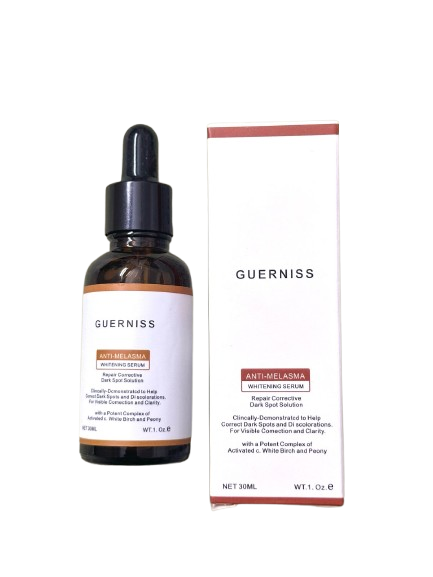 GUERNISS
ANTI-MELASMA
WHITENING SERUM
Repair Corrective
Dark Spot Solution
Clincally-Demonstrated to Help
Correct Dark Spots and Di scolorations.
For Visible Comection and Clarity.
with a Potent Complex of
Activated c. White Birch and Peony
NET 30ML WT.1. Oz.e
GUERNISS
ANTI-MELASMA
WHITENING SERUM
Repair Corrective
Dark Spot Solution
Clincally-Demonstratcd to Help
Correct Dark Spots and Di scolorations.
For Visible Comection and Clarity.
with a Potent Complex of
Activated c. White Birch and Peony
NET 30ML WT.1. Oz.e